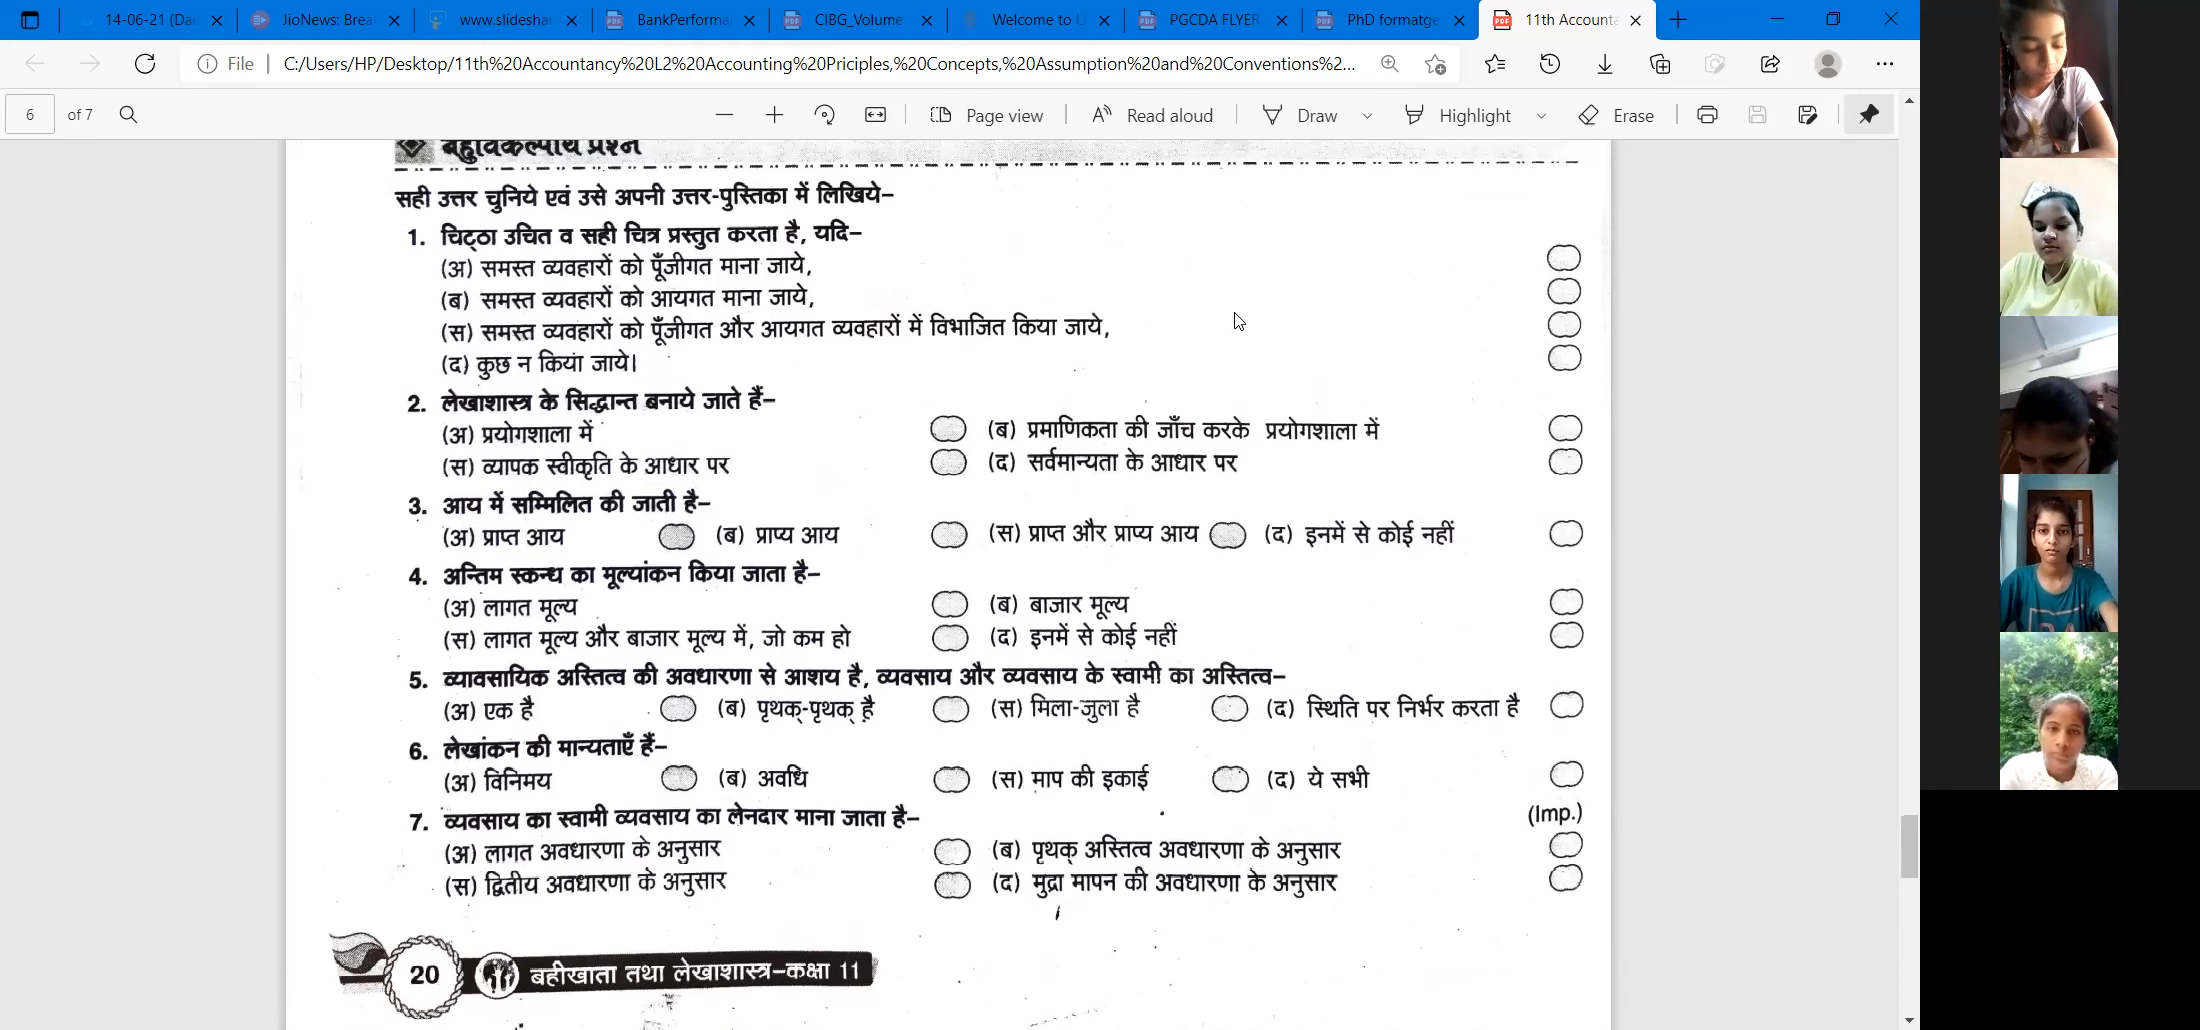 14-06-21 (Dai
JioNews: Brea
www.slidesha
BankPerforma
CIBG_Volume
Welcome to U
PGCDA FLYER
PhD formatge
11th Accounta
File
C:/Users/HP/Desktop/11th%20Accountancy%20L2%20Accounting%20Priciples,%20Concepts,%20Assumption%20and%20Conventions%2...
6 of 7
Page view
Read aloud
Draw
Highlight
Erase
बहुविकल्पीय प्रश्न
सही उत्तर चुनिये एवं उसे अपनी उत्तर-पुस्तिका में लिखिये–
1. चिट्ठा उचित व सही चित्र प्रस्तुत करता है, यदि–
(अ) समस्त व्यवहारों को पूँजीगत माना जाये,
(ब) समस्त व्यवहारों को आयगत माना जाये,
(स) समस्त व्यवहारों को पूँजीगत और आयगत व्यवहारों में विभाजित किया जाये,
(द) कुछ न किया जाये।
2. लेखाशास्त्र के सिद्धान्त बनाये जाते हैं–
(अ) प्रयोगशाला में (ब) प्रमाणिकता की जाँच करके प्रयोगशाला में
(स) व्यापक स्वीकृति के आधार पर (द) सर्वमान्यता के आधार पर
3. आय में सम्मिलित की जाती है–
(अ) प्राप्त आय (ब) प्राप्य आय (स) प्राप्त और प्राप्य आय (द) इनमें से कोई नहीं
4. अन्तिम स्कन्ध का मूल्यांकन किया जाता है–
(अ) लागत मूल्य (ब) बाजार मूल्य
(स) लागत मूल्य और बाजार मूल्य में, जो कम हो (द) इनमें से कोई नहीं
5. व्यावसायिक अस्तित्व की अवधारणा से आशय है, व्यवसाय और व्यवसाय के स्वामी का अस्तित्व–
(अ) एक है (ब) पृथक्-पृथक् है (स) मिला-जुला है (द) स्थिति पर निर्भर करता है
6. लेखांकन की मान्यताएँ हैं–
(अ) विनिमय (ब) अवधि (स) माप की इकाई (द) ये सभी
7. व्यवसाय का स्वामी व्यवसाय का लेनदार माना जाता है– (Imp.)
(अ) लागत अवधारणा के अनुसार (ब) पृथक् अस्तित्व अवधारणा के अनुसार
(स) द्वितीय अवधारणा के अनुसार (द) मुद्रा मापन की अवधारणा के अनुसार
20 बहीखाता तथा लेखाशास्त्र–कक्षा 11